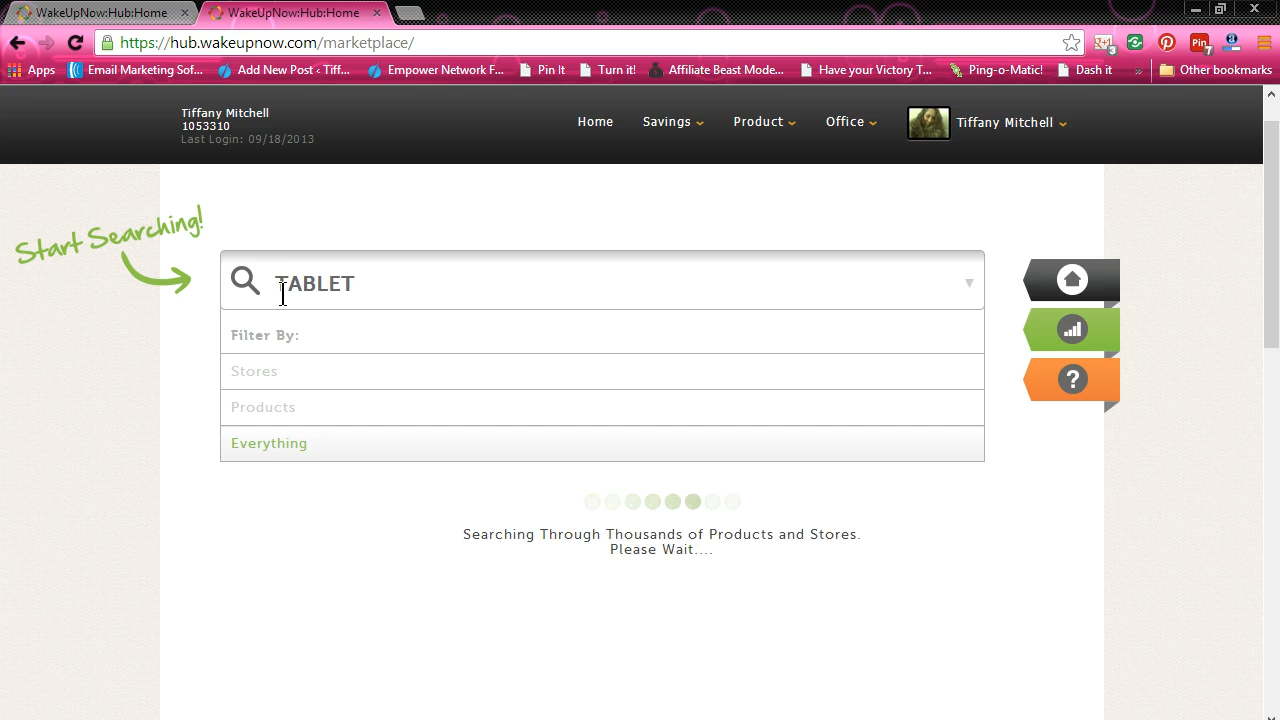 WakeUpNow:Hub:Home
WakeUpNow:Hub:Home
https://hub.wakeupnow.com/marketplace/
3
Pin
7
a
Apps
Email Marketing Sof...
Add New Post ‹ Tiff...
Empower Network F...
Pin It
Turn it!
Affiliate Beast Mode...
Have your Victory T...
Ping-o-Matic!
Dash it
»
Other bookmarks
Tiffany Mitchell
1053310
Last Login: 09/18/2013
Home
Savings
Product
Office
Tiffany Mitchell
Start Searching!
TABLET
Filter By:
Stores
Products
Everything
?
Searching Through Thousands of Products and Stores.
Please Wait....